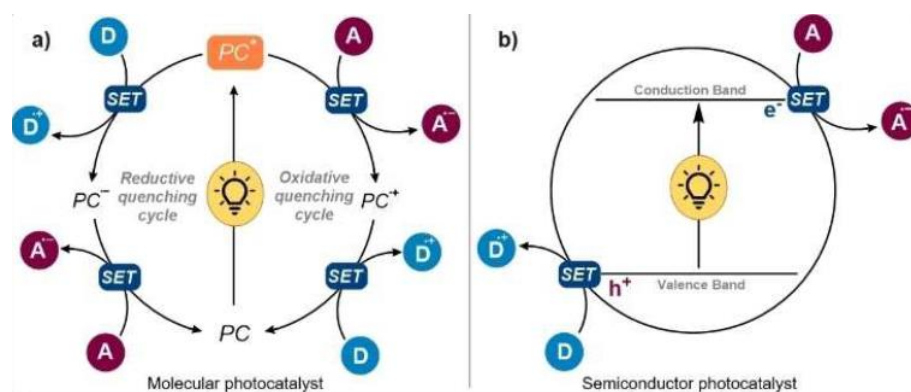 a)
D
PC*
A
SET
SET
D·+
A·−
Reductive
quenching
cycle
Oxidative
quenching
cycle
PC·−
PC·+
A·−
D·+
SET
SET
A
PC
D
Molecular photocatalyst
b)
A
Conduction Band
e-
SET
A·−
D·+
SET
h+
Valence Band
D
Semiconductor photocatalyst